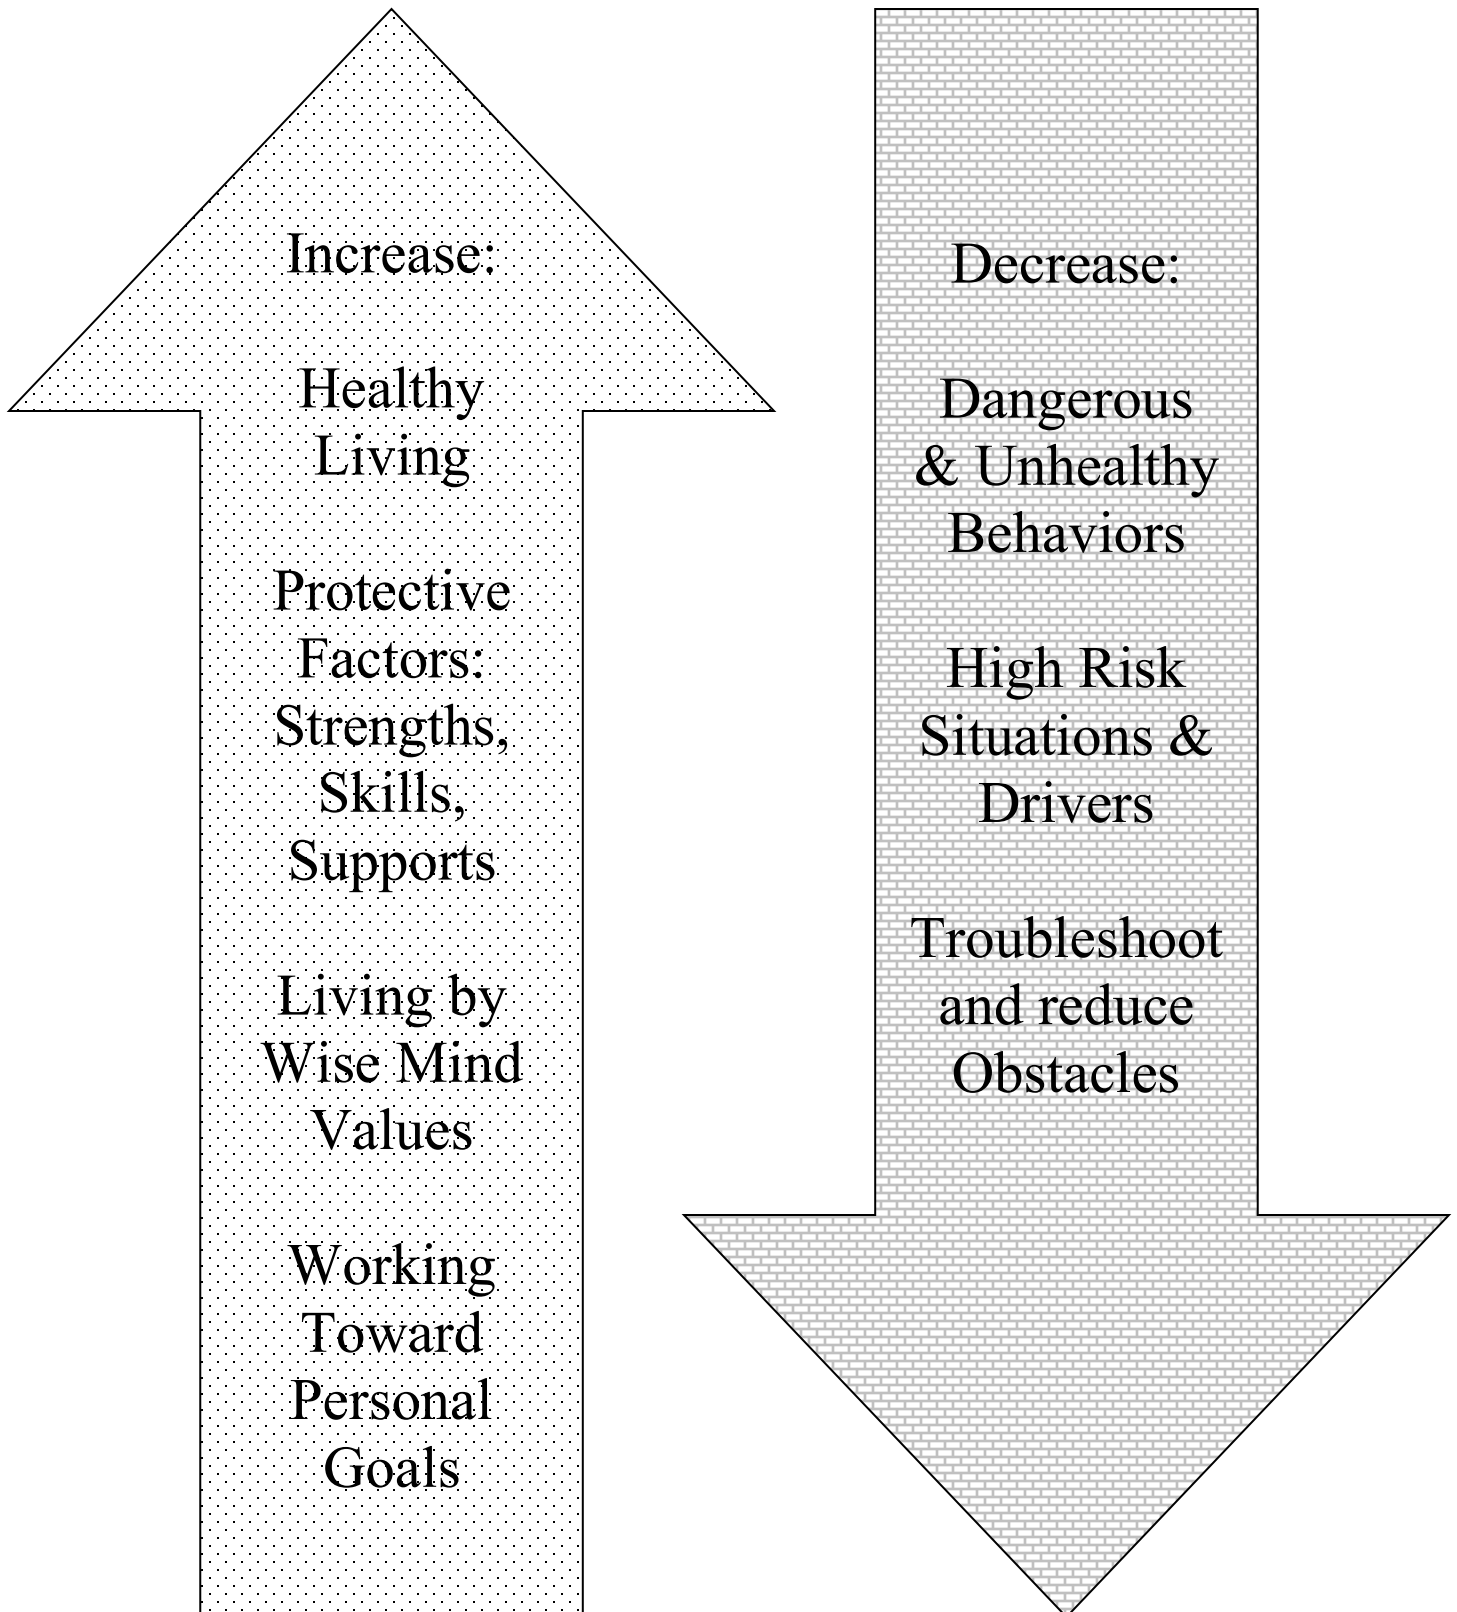 Increase:
Healthy
Living
Protective
Factors:
Strengths,
Skills,
Supports
Living by
Wise Mind
Values
Working
Toward
Personal
Goals
Decrease:
Dangerous
& Unhealthy
Behaviors
High Risk
Situations &
Drivers
Troubleshoot
and reduce
Obstacles